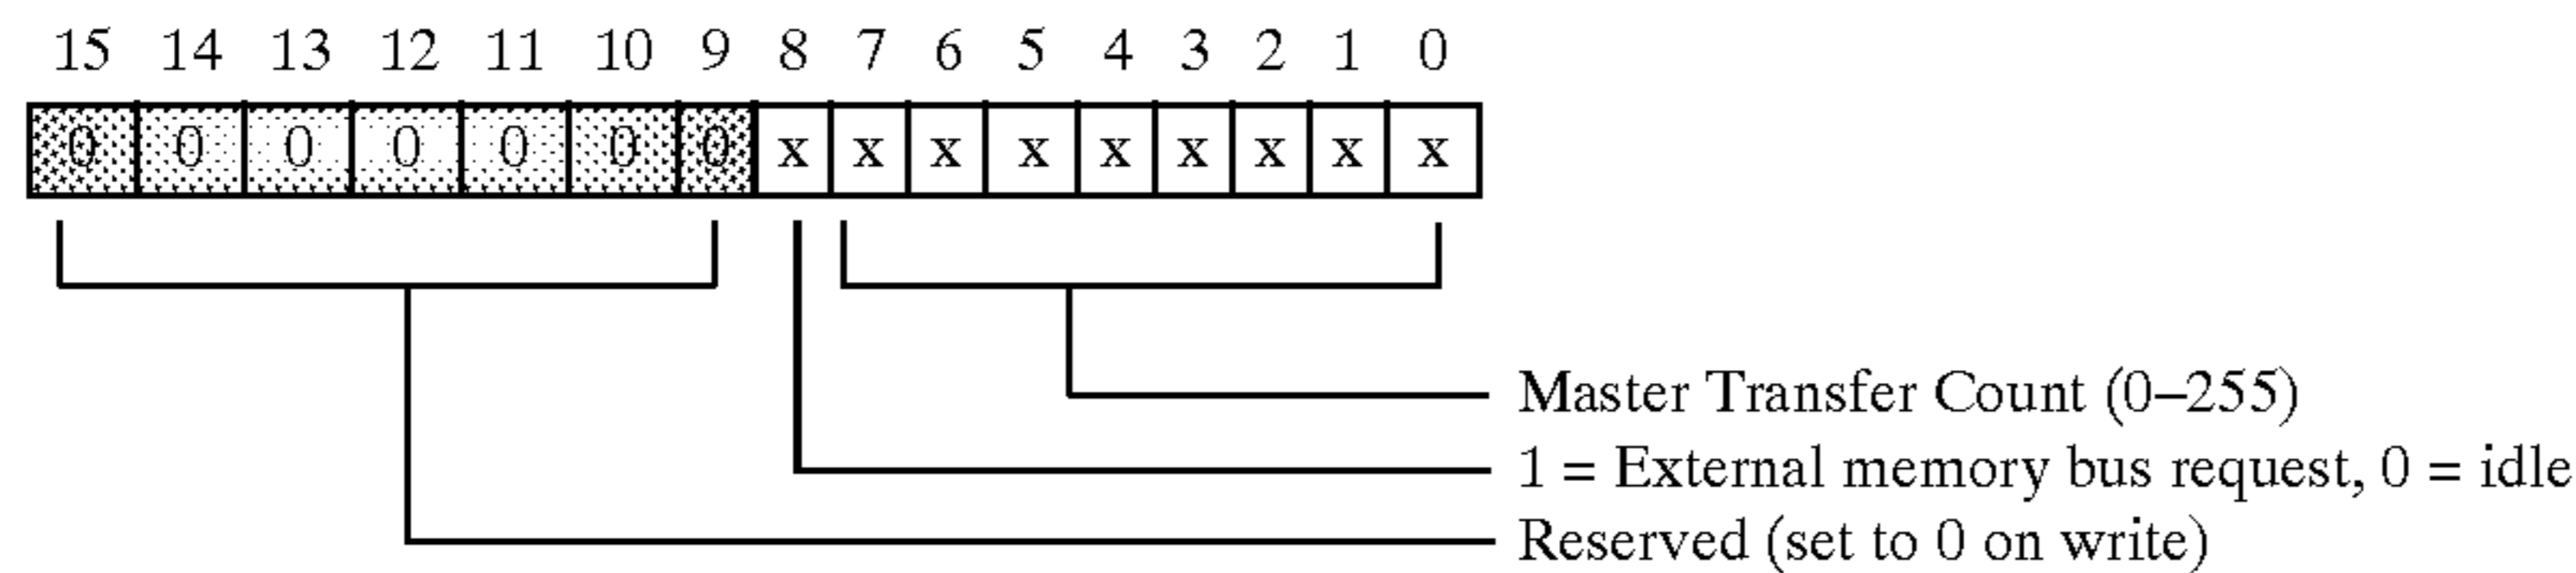 15 14 13 12 11 10 9 8 7 6 5 4 3 2 1 0
0 0 0 0 0 0 0 x x x x x x x x x
Master Transfer Count (0–255)
1 = External memory bus request, 0 = idle
Reserved (set to 0 on write)